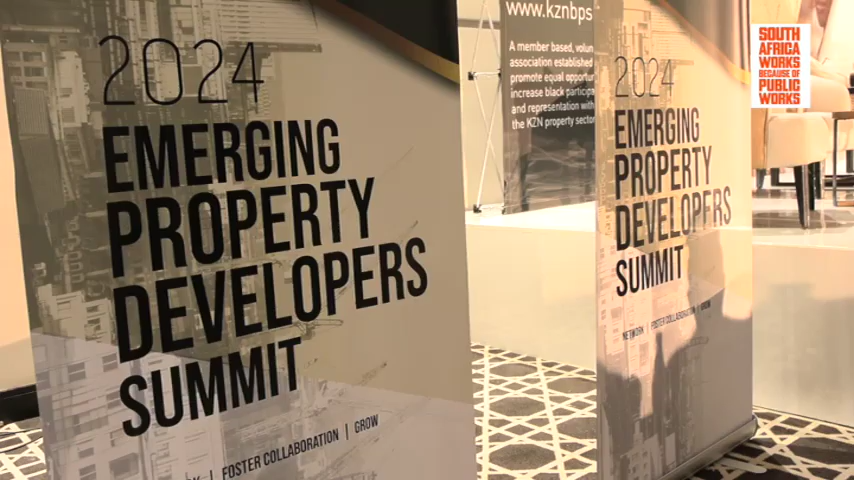 2024
EMERGING
PROPERTY
DEVELOPERS
SUMMIT
FOSTER COLLABORATION | GROW
www.kznbps
A member based, volun
association established
promote equal opportun
increase black participa
and representation with
the KZN property sector
2024
EMERGING
PROPERTY
DEVELOPERS
SUMMIT
NETWORK | FOSTER COLLABORATION | GROW
SOUTH
AFRICA
WORKS
BECAUSE OF
PUBLIC
WORKS